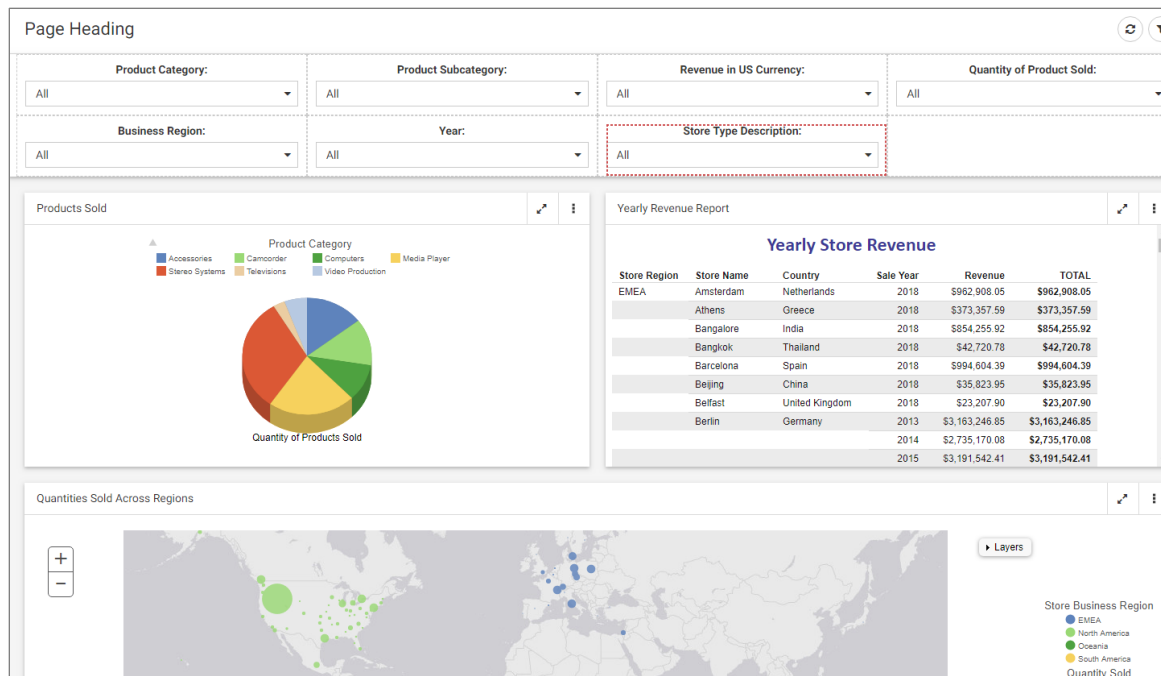 Page Heading
Product Category:
Product Subcategory:
Revenue in US Currency:
Quantity of Product Sold:
All
All
All
All
Business Region:
Year:
Store Type Description:
All
All
All
Products Sold
Product Category
Accessories Camcorder Computers Media Player
Stereo Systems Televisions Video Production
Quantity of Products Sold
Yearly Revenue Report
Yearly Store Revenue
Store Region Store Name Country Sale Year Revenue TOTAL
EMEA Amsterdam Netherlands 2018 $962,908.05 $962,908.05
Athens Greece 2018 $373,357.59 $373,357.59
Bangalore India 2018 $854,255.92 $854,255.92
Bangkok Thailand 2018 $42,720.78 $42,720.78
Barcelona Spain 2018 $994,604.39 $994,604.39
Beijing China 2018 $35,823.95 $35,823.95
Belfast United Kingdom 2018 $23,207.90 $23,207.90
Berlin Germany 2013 $3,163,246.85 $3,163,246.85
2014 $2,735,170.08 $2,735,170.08
2015 $3,191,542.41 $3,191,542.41
Quantities Sold Across Regions
+
−
Layers
Store Business Region
EMEA
North America
Oceania
South America
Quantity Sold